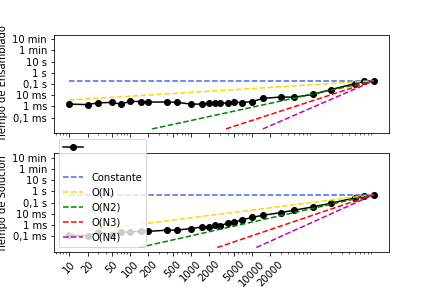 Tiempo de Ensamblado
10 min
1 min
10 s
1 s
0,1 s
10 ms
1 ms
0,1 ms
Tiempo de Solución
10 min
1 min
10 s
1 s
0,1 s
10 ms
1 ms
0,1 ms
Constante
O(N)
O(N2)
O(N3)
O(N4)
10
20
50
100
200
500
1000
2000
5000
10000
20000